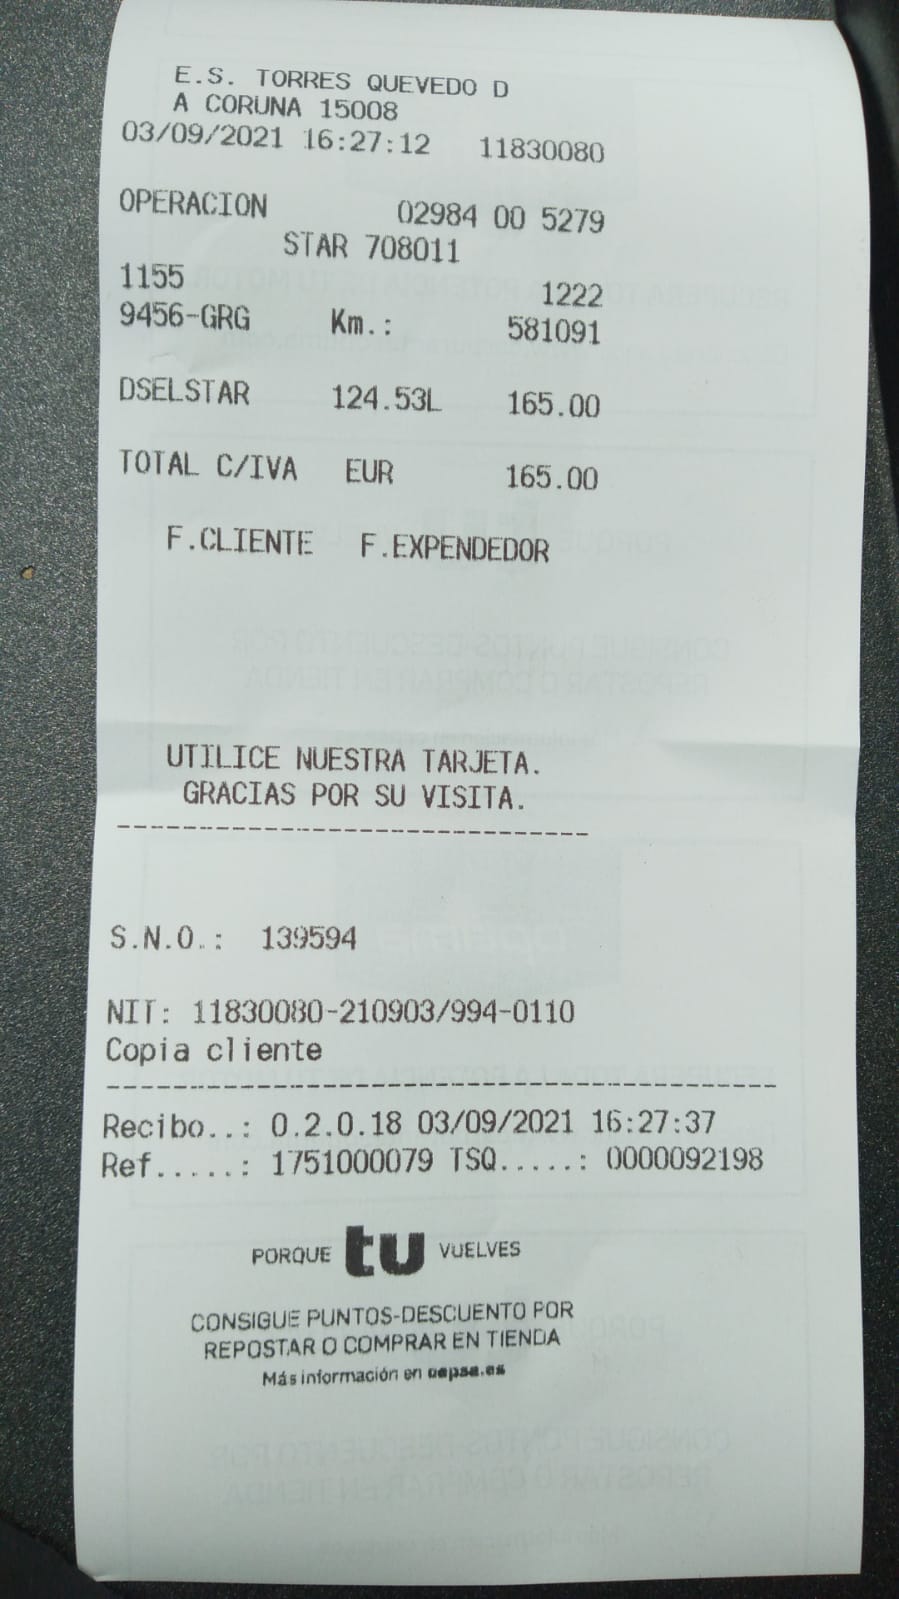 E.S. TORRES QUEVEDO D
A CORUNA 15008
03/09/2021 16:27:12 11830080
OPERACION 02984 00 5279
STAR 708011
1155 1222
9456-GRG Km.: 581091
DSELSTAR 124.53L 165.00
TOTAL C/IVA EUR 165.00
F.CLIENTE F.EXPENDEDOR
UTILICE NUESTRA TARJETA.
GRACIAS POR SU VISITA.
------------------------------
S.N.O.: 139594
NIT: 11830080-210903/994-0110
Copia cliente
------------------------------------------
Recibo..: 0.2.0.18 03/09/2021 16:27:37
Ref.....: 1751000079 TSQ.....: 0000092198
PORQUE tu VUELVES
CONSIGUE PUNTOS-DESCUENTO POR
REPOSTAR O COMPRAR EN TIENDA
Más información en cepsa.es